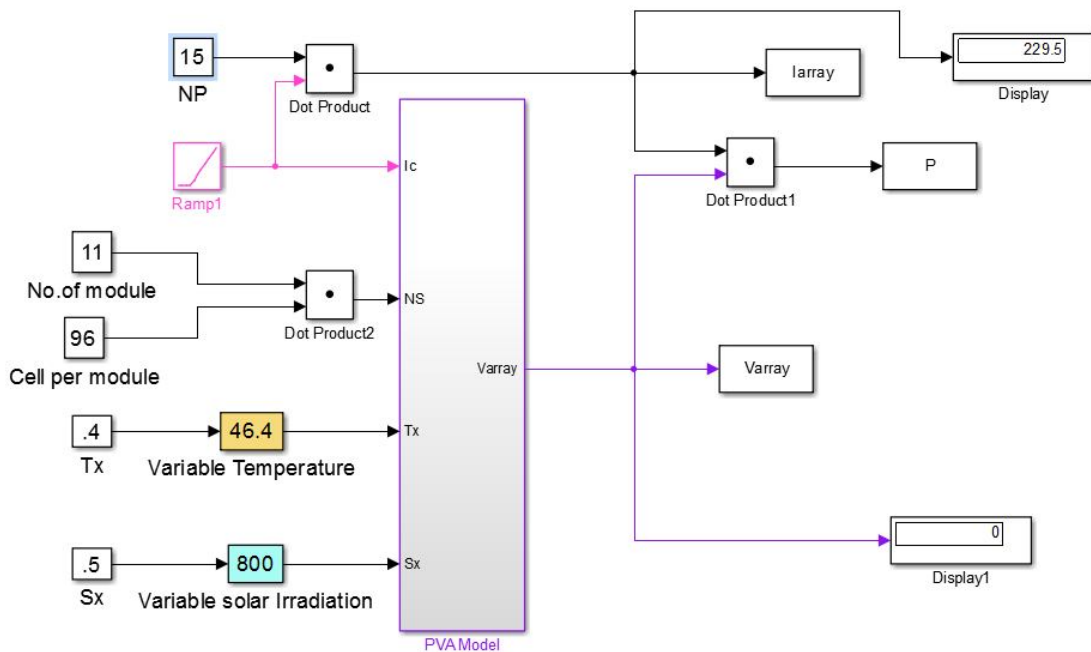 15
NP
Dot Product
Iarray
229.5
Display
Ramp1
Ic
Dot Product1
P
11
No.of module
Dot Product2
NS
96
Cell per module
Varray
Varray
.4
Tx
46.4
Variable Temperature
Tx
.5
Sx
800
Variable solar Irradiation
Sx
0
Display1
PVA Model